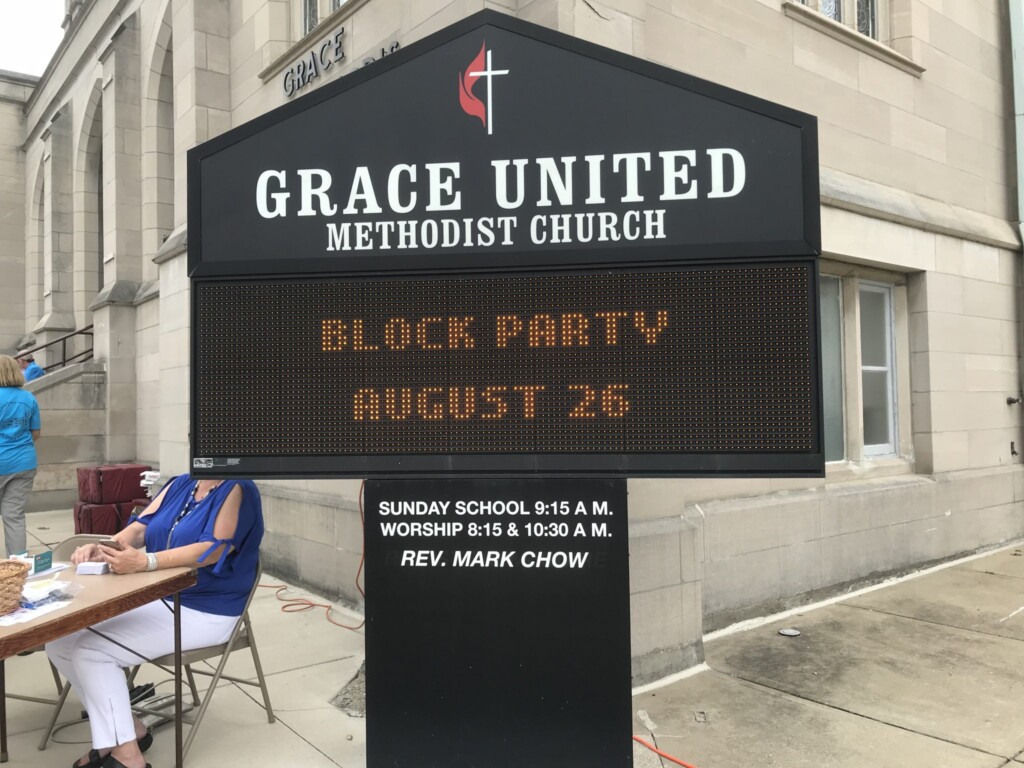 GRACE
GRACE UNITED
METHODIST CHURCH
BLOCK PARTY
AUGUST 26
SUNDAY SCHOOL 9:15 A M.
WORSHIP 8:15 & 10:30 A M.
REV. MARK CHOW